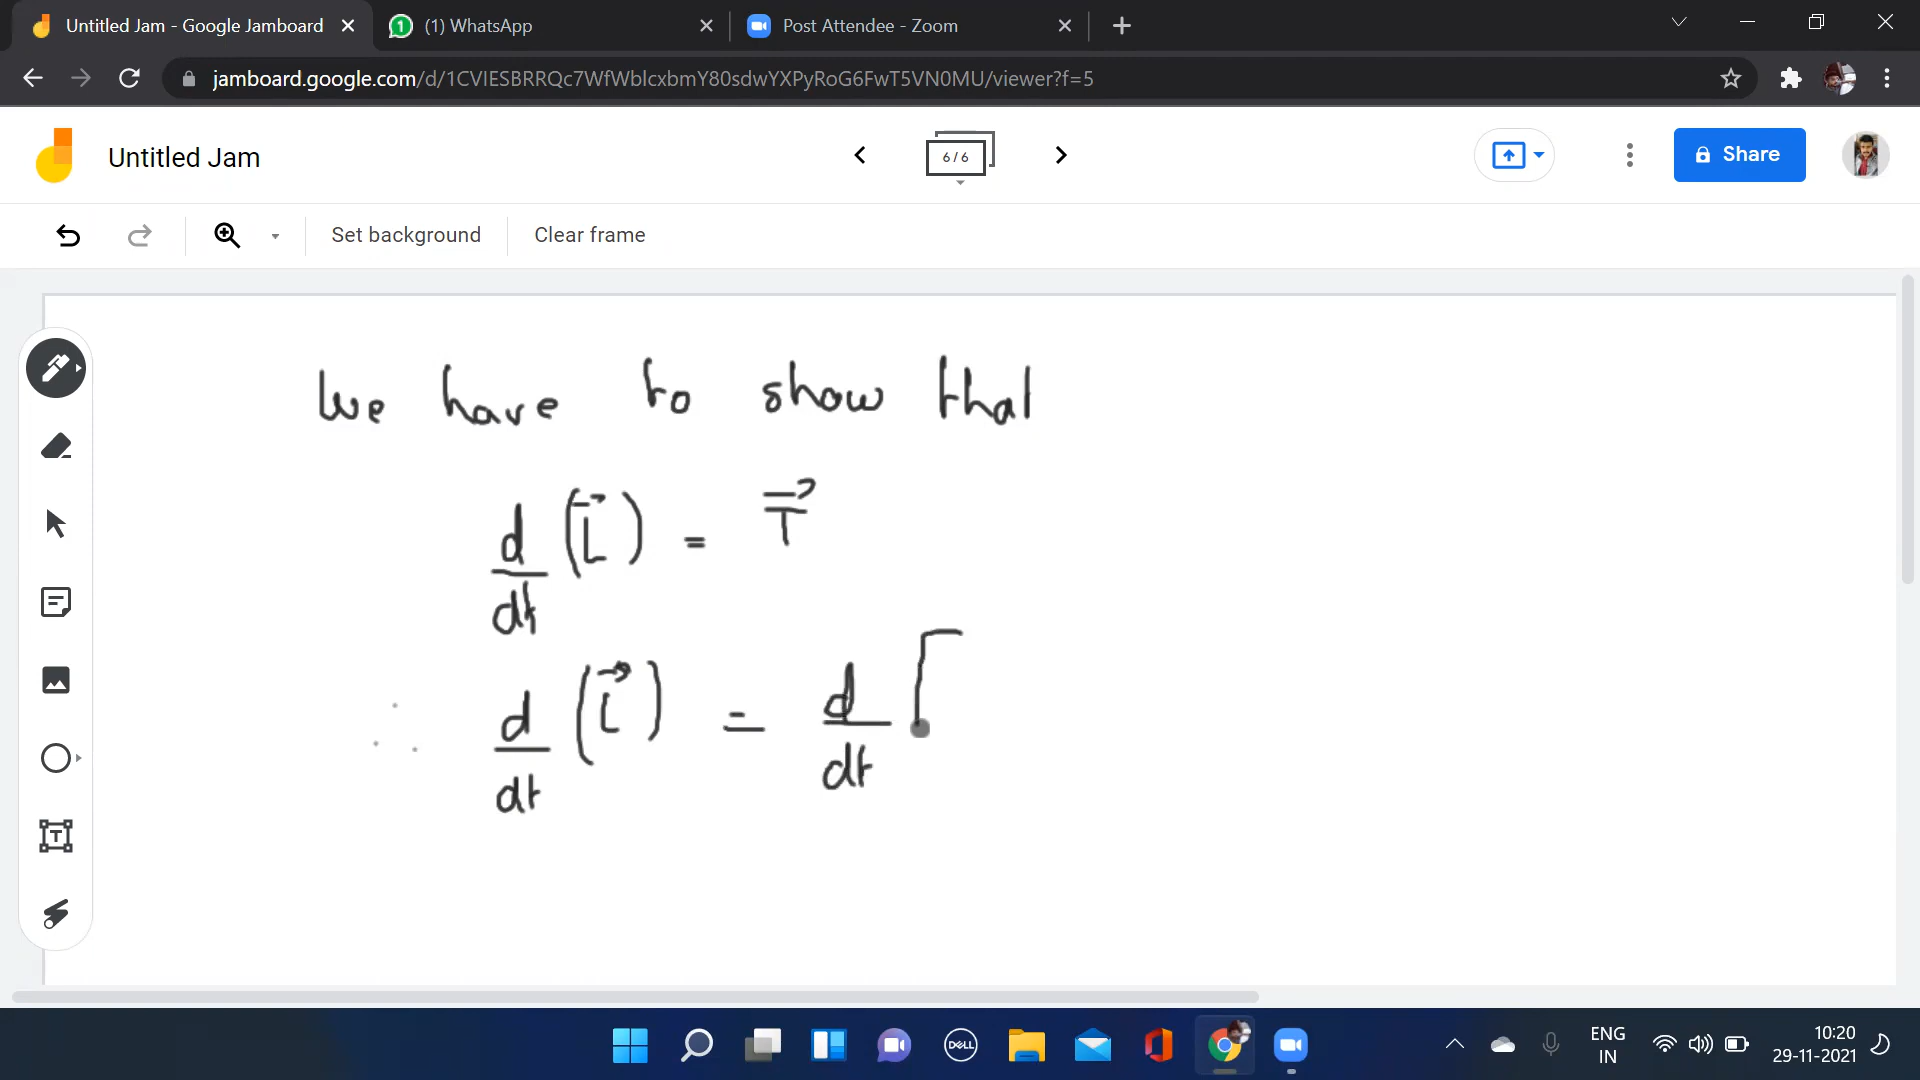 Untitled Jam - Google Jamboard (1) WhatsApp Post Attendee - Zoom
jamboard.google.com/d/1CVIESBRRQc7WfWblcxbmY80sdwYXPyRoG6FwT5VN0MU/viewer?f=5
Untitled Jam 6 / 6 Share
Set background Clear frame
We have to show that
d/dt (L⃗) = T⃗
∴ d/dt (L⃗) = d/dt [
DELL ENG 10:20
IN 29-11-2021